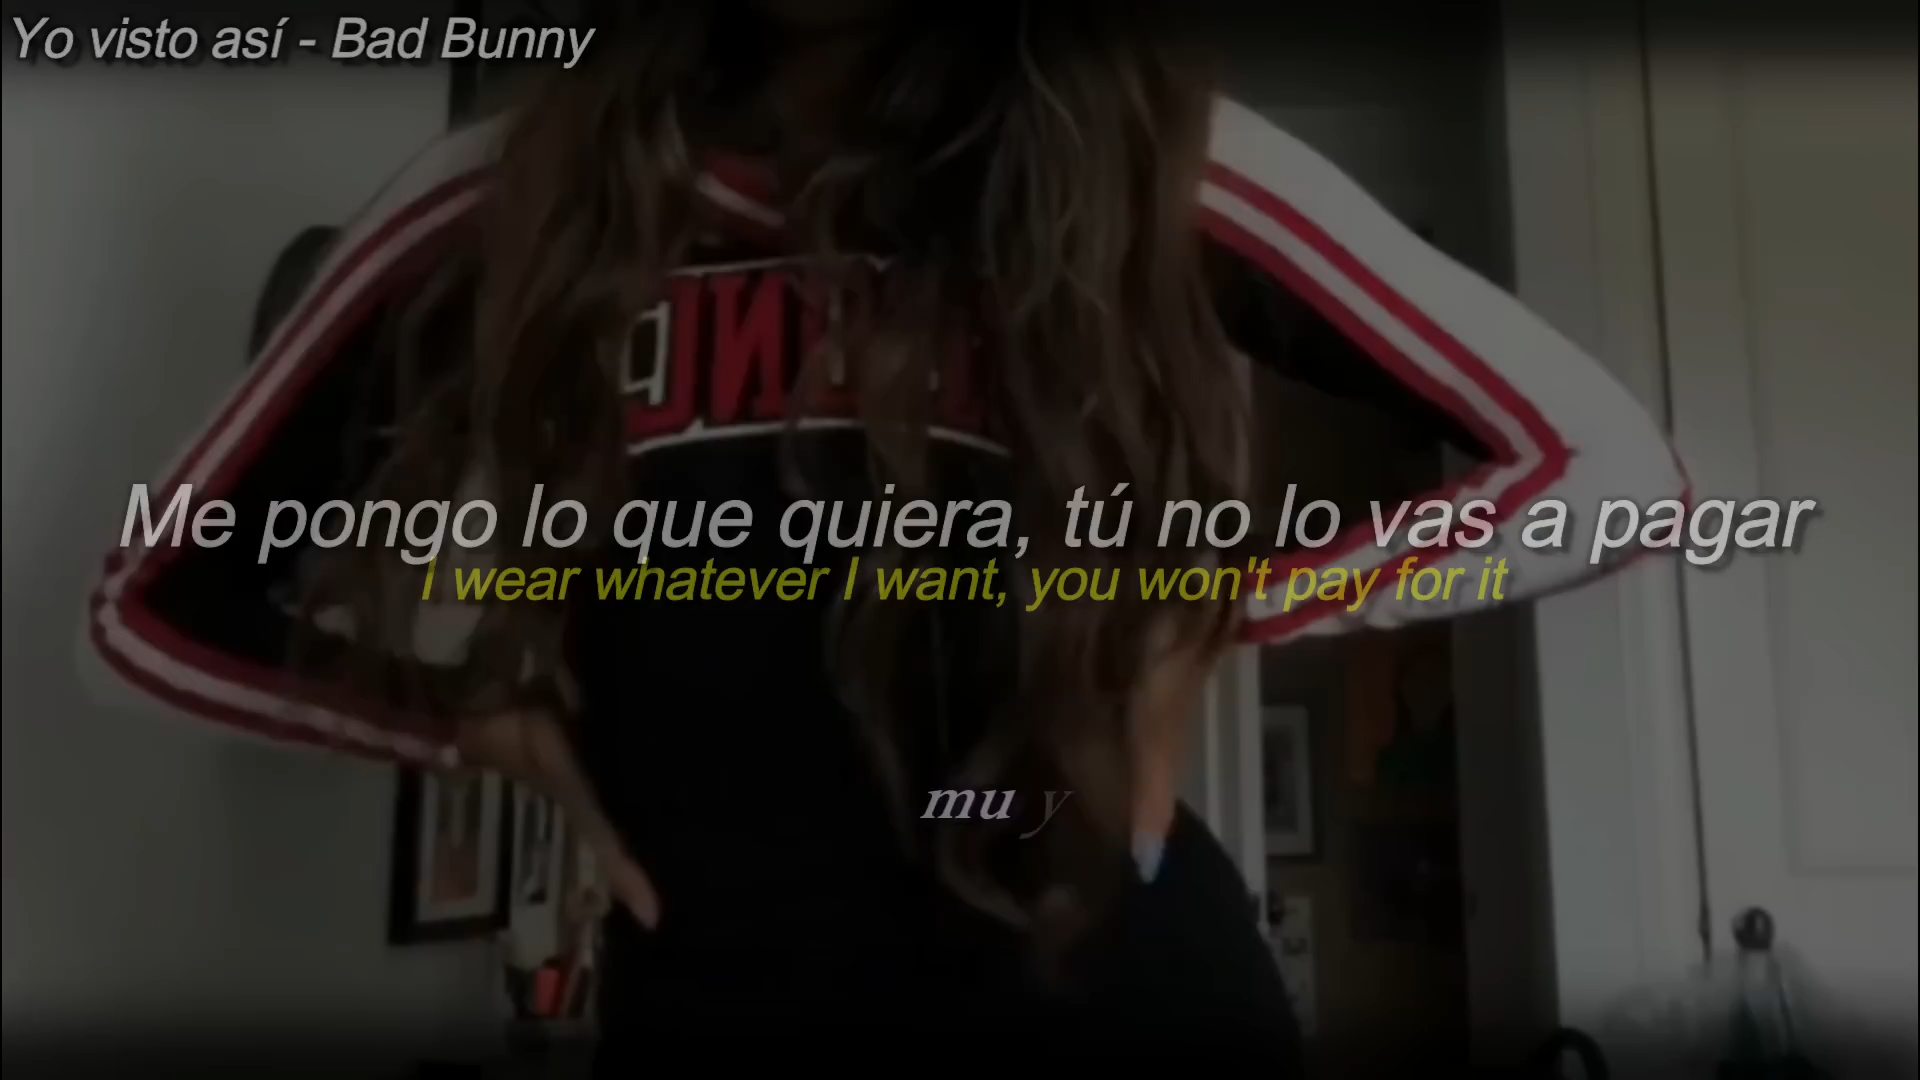 Yo visto así - Bad Bunny
Me pongo lo que quiera, tú no lo vas a pagar
I wear whatever I want, you won't pay for it
mu y